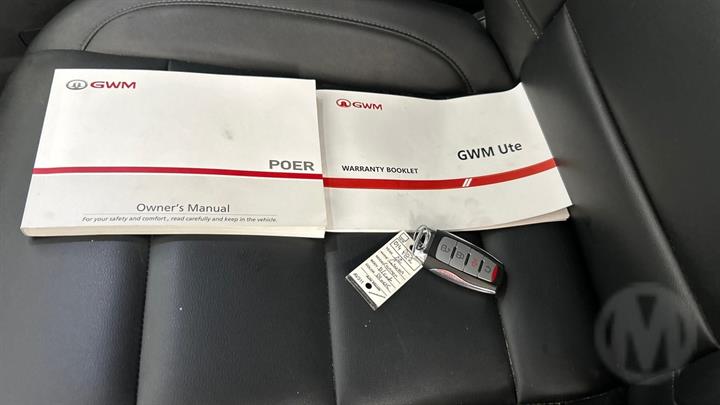 GWM
POER
Owner's Manual
For your safety and comfort, read carefully and keep in the vehicle.
GWM
GWM Ute
WARRANTY BOOKLET
M